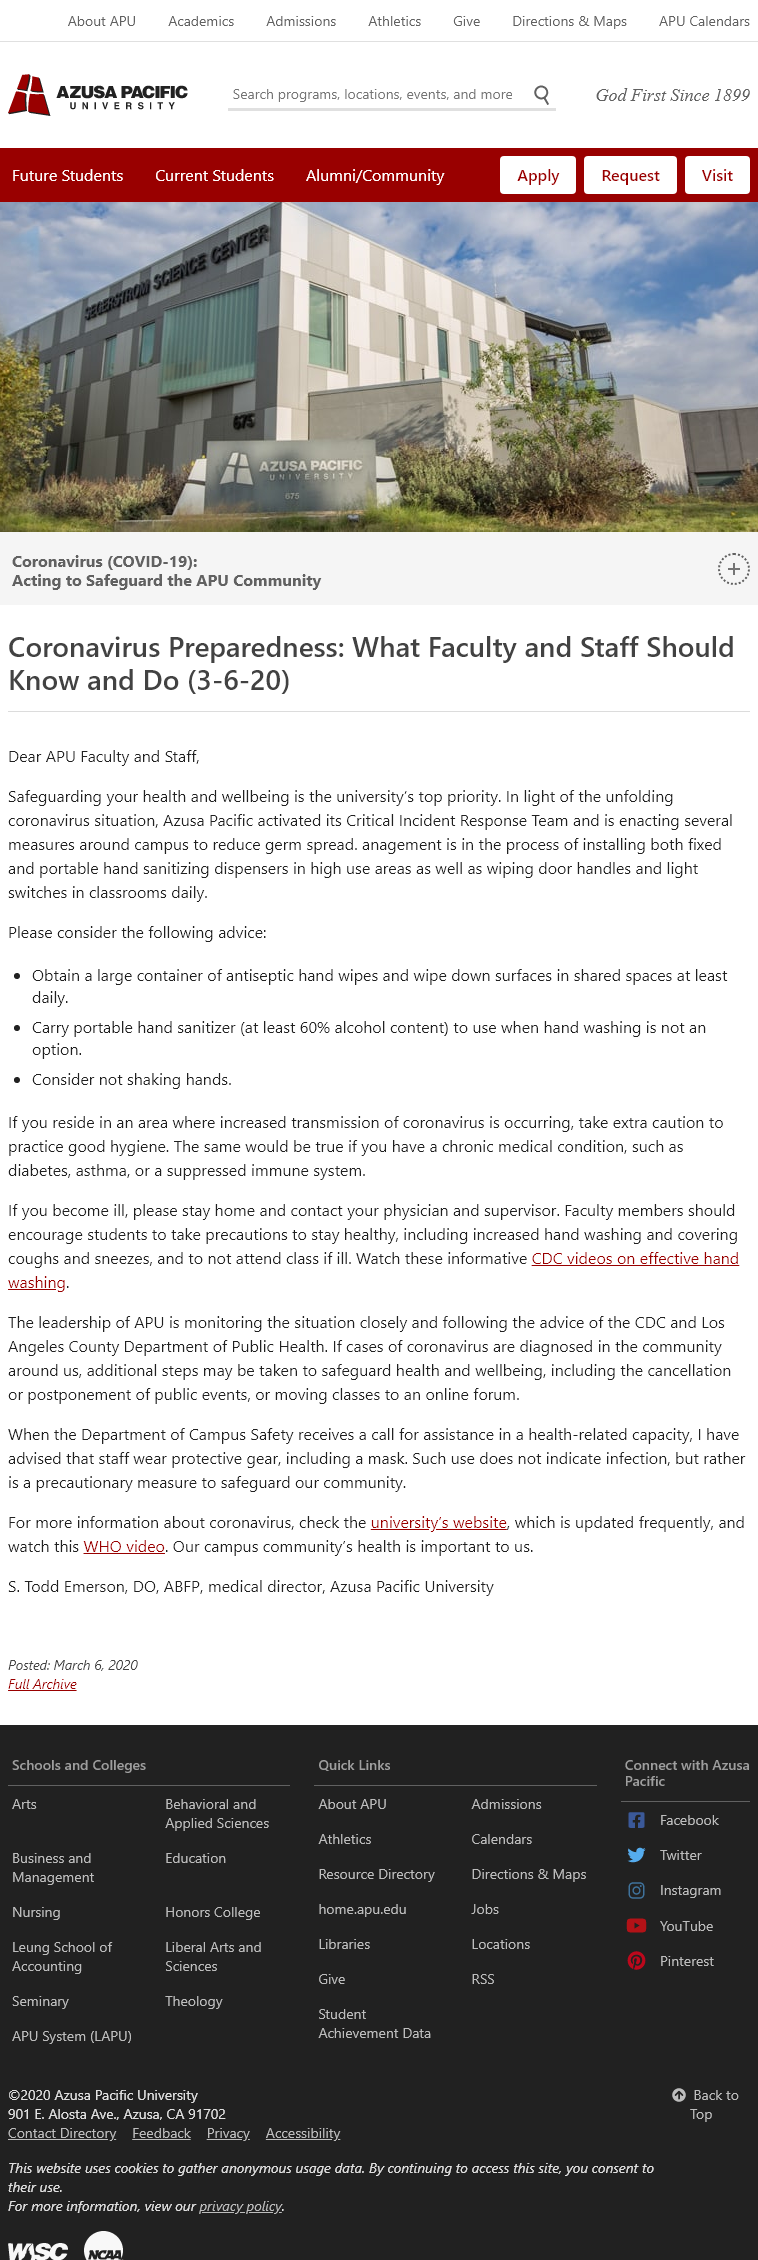 About APU
Academics
Admissions
Athletics
Give
Directions & Maps
APU Calendars
AZUSA PACIFIC
UNIVERSITY
Search programs, locations, events, and more
God First Since 1899
Future Students
Current Students
Alumni/Community
Apply
Request
Visit
SEGERSTROM SCIENCE CENTER
675
AZUSA PACIFIC
UNIVERSITY
675
Coronavirus (COVID-19):
Acting to Safeguard the APU Community
Coronavirus Preparedness: What Faculty and Staff Should
Know and Do (3-6-20)
Dear APU Faculty and Staff,
Safeguarding your health and wellbeing is the university’s top priority. In light of the unfolding
coronavirus situation, Azusa Pacific activated its Critical Incident Response Team and is enacting several
measures around campus to reduce germ spread. anagement is in the process of installing both fixed
and portable hand sanitizing dispensers in high use areas as well as wiping door handles and light
switches in classrooms daily.
Please consider the following advice:
Obtain a large container of antiseptic hand wipes and wipe down surfaces in shared spaces at least
daily.
Carry portable hand sanitizer (at least 60% alcohol content) to use when hand washing is not an
option.
Consider not shaking hands.
If you reside in an area where increased transmission of coronavirus is occurring, take extra caution to
practice good hygiene. The same would be true if you have a chronic medical condition, such as
diabetes, asthma, or a suppressed immune system.
If you become ill, please stay home and contact your physician and supervisor. Faculty members should
encourage students to take precautions to stay healthy, including increased hand washing and covering
coughs and sneezes, and to not attend class if ill. Watch these informative CDC videos on effective hand
washing.
The leadership of APU is monitoring the situation closely and following the advice of the CDC and Los
Angeles County Department of Public Health. If cases of coronavirus are diagnosed in the community
around us, additional steps may be taken to safeguard health and wellbeing, including the cancellation
or postponement of public events, or moving classes to an online forum.
When the Department of Campus Safety receives a call for assistance in a health-related capacity, I have
advised that staff wear protective gear, including a mask. Such use does not indicate infection, but rather
is a precautionary measure to safeguard our community.
For more information about coronavirus, check the university’s website, which is updated frequently, and
watch this WHO video. Our campus community’s health is important to us.
S. Todd Emerson, DO, ABFP, medical director, Azusa Pacific University
Posted: March 6, 2020
Full Archive
Schools and Colleges
Arts
Behavioral and
Applied Sciences
Business and
Management
Education
Nursing
Honors College
Leung School of
Accounting
Liberal Arts and
Sciences
Seminary
Theology
APU System (LAPU)
Quick Links
About APU
Admissions
Athletics
Calendars
Resource Directory
Directions & Maps
home.apu.edu
Jobs
Libraries
Locations
Give
RSS
Student
Achievement Data
Connect with Azusa
Pacific
Facebook
Twitter
Instagram
YouTube
Pinterest
©2020 Azusa Pacific University
901 E. Alosta Ave., Azusa, CA 91702
Contact Directory
Feedback
Privacy
Accessibility
Back to
Top
This website uses cookies to gather anonymous usage data. By continuing to access this site, you consent to
their use.
For more information, view our privacy policy.
WASC
NCAA